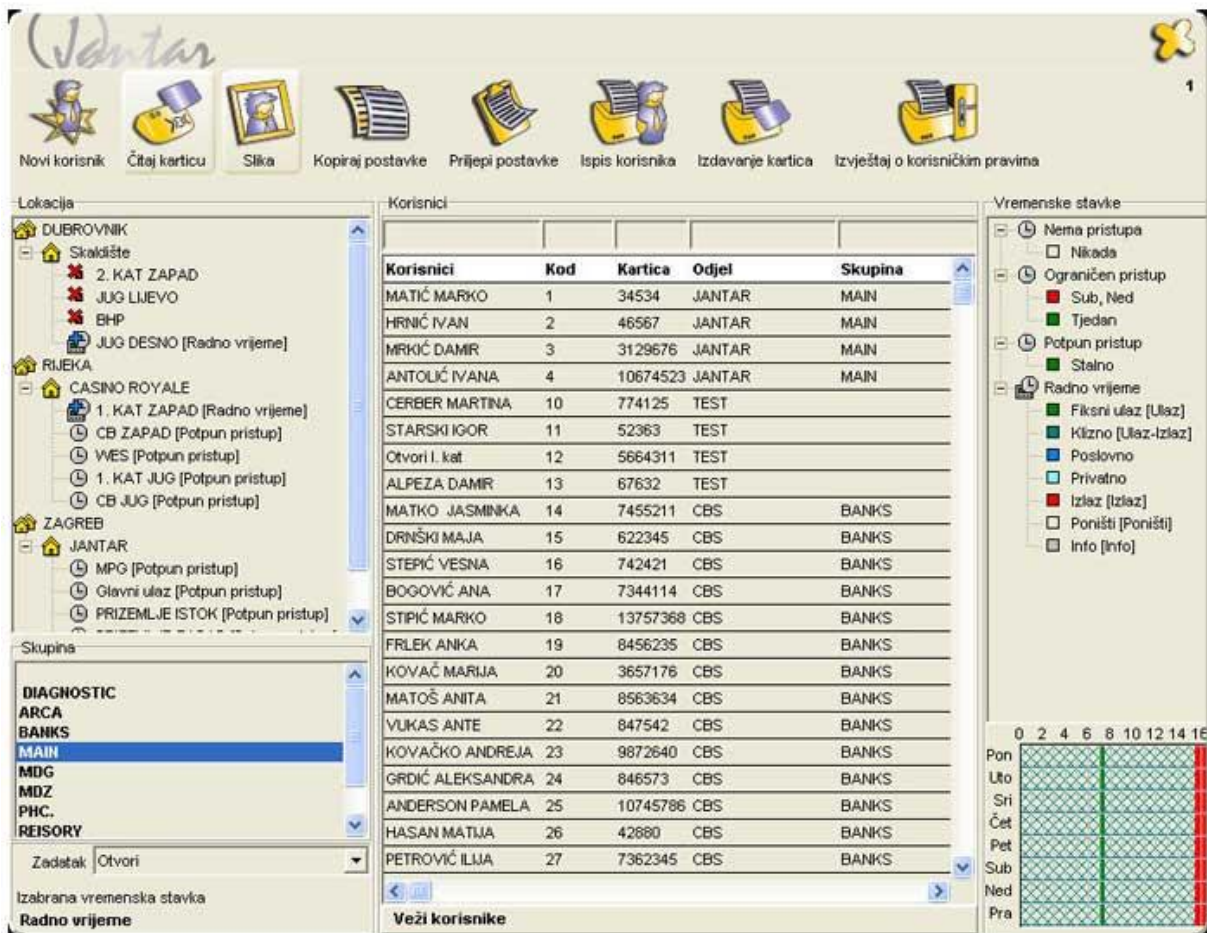 Jantar
1
Novi korisnik Čitaj karticu Slika Kopiraj postavke Priljepi postavke Ispis korisnika Izdavanje kartica Izvještaj o korisničkim pravima
Lokacija
DUBROVNIK
Skaldište
2. KAT ZAPAD
JUG LIJEVO
BHP
JUG DESNO [Radno vrijeme]
RIJEKA
CASINO ROYALE
1. KAT ZAPAD [Radno vrijeme]
CB ZAPAD [Potpun pristup]
WES [Potpun pristup]
1. KAT JUG [Potpun pristup]
CB JUG [Potpun pristup]
ZAGREB
JANTAR
MPG [Potpun pristup]
Glavni ulaz [Potpun pristup]
PRIZEMLJE ISTOK [Potpun pristup]
Skupina
DIAGNOSTIC
ARCA
BANKS
MAIN
MDG
MDZ
PHC.
REISORY
Zadatak Otvori
Izabrana vremenska stavka
Radno vrijeme
Korisnici
Korisnici Kod Kartica Odjel Skupina
MATIĆ MARKO 1 34534 JANTAR MAIN
HRNIĆ IVAN 2 46567 JANTAR MAIN
MRKIĆ DAMIR 3 3129676 JANTAR MAIN
ANTOLIĆ IVANA 4 10674523 JANTAR MAIN
CERBER MARTINA 10 774125 TEST
STARSKI IGOR 11 52363 TEST
Otvori I. kat 12 5664311 TEST
ALPEZA DAMIR 13 67632 TEST
MATKO JASMINKA 14 7455211 CBS BANKS
DRNŠKI MAJA 15 622345 CBS BANKS
STEPIĆ VESNA 16 742421 CBS BANKS
BOGOVIĆ ANA 17 7344114 CBS BANKS
STIPIĆ MARKO 18 13757368 CBS BANKS
FRLEK ANKA 19 8456235 CBS BANKS
KOVAČ MARIJA 20 3657176 CBS BANKS
MATOŠ ANITA 21 8563634 CBS BANKS
VUKAS ANTE 22 847542 CBS BANKS
KOVAČKO ANDREJA 23 9872640 CBS BANKS
GRDIĆ ALEKSANDRA 24 846573 CBS BANKS
ANDERSON PAMELA 25 10745786 CBS BANKS
HASAN MATIJA 26 42880 CBS BANKS
PETROVIĆ ILIJA 27 7362345 CBS BANKS
Veži korisnike
Vremenske stavke
Nema pristupa
Nikada
Ograničen pristup
Sub, Ned
Tjedan
Potpun pristup
Stalno
Radno vrijeme
Fiksni ulaz [Ulaz]
Klizno [Ulaz-Izlaz]
Poslovno
Privatno
Izlaz [Izlaz]
Poništi [Poništi]
Info [Info]
0 2 4 6 8 10 12 14 16
Pon
Uto
Sri
Čet
Pet
Sub
Ned
Pra